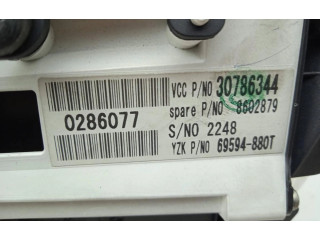 VCC P/NO 30786344
spare P/NO 8602879
0286077
S/NO 2248
YZK P/NO 69594-880T